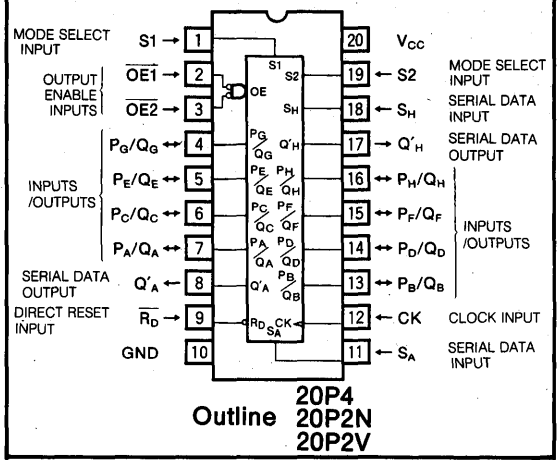 MODE SELECT
INPUT
S1 → 1
OUTPUT
ENABLE
INPUTS
O̅E̅1̅ → 2
O̅E̅2̅ → 3
INPUTS
/OUTPUTS
PG/QG ↔ 4
PE/QE ↔ 5
PC/QC ↔ 6
PA/QA ↔ 7
SERIAL DATA
OUTPUT
Q'A ← 8
DIRECT RESET
INPUT
R̅D̅ → 9
GND 10
S1
S2
OE
SH
PG/QG Q'H
PE/QE PH/QH
PC/QC PF/QF
PA/QA PD/QD
Q'A PB/QB
RD CK
SA
20 VCC
19 ← S2
MODE SELECT
INPUT
18 ← SH
SERIAL DATA
INPUT
17 → Q'H
SERIAL DATA
OUTPUT
16 ↔ PH/QH
15 ↔ PF/QF
14 ↔ PD/QD
13 ↔ PB/QB
INPUTS
/OUTPUTS
12 ← CK CLOCK INPUT
11 ← SA
SERIAL DATA
INPUT
Outline 20P4
20P2N
20P2V